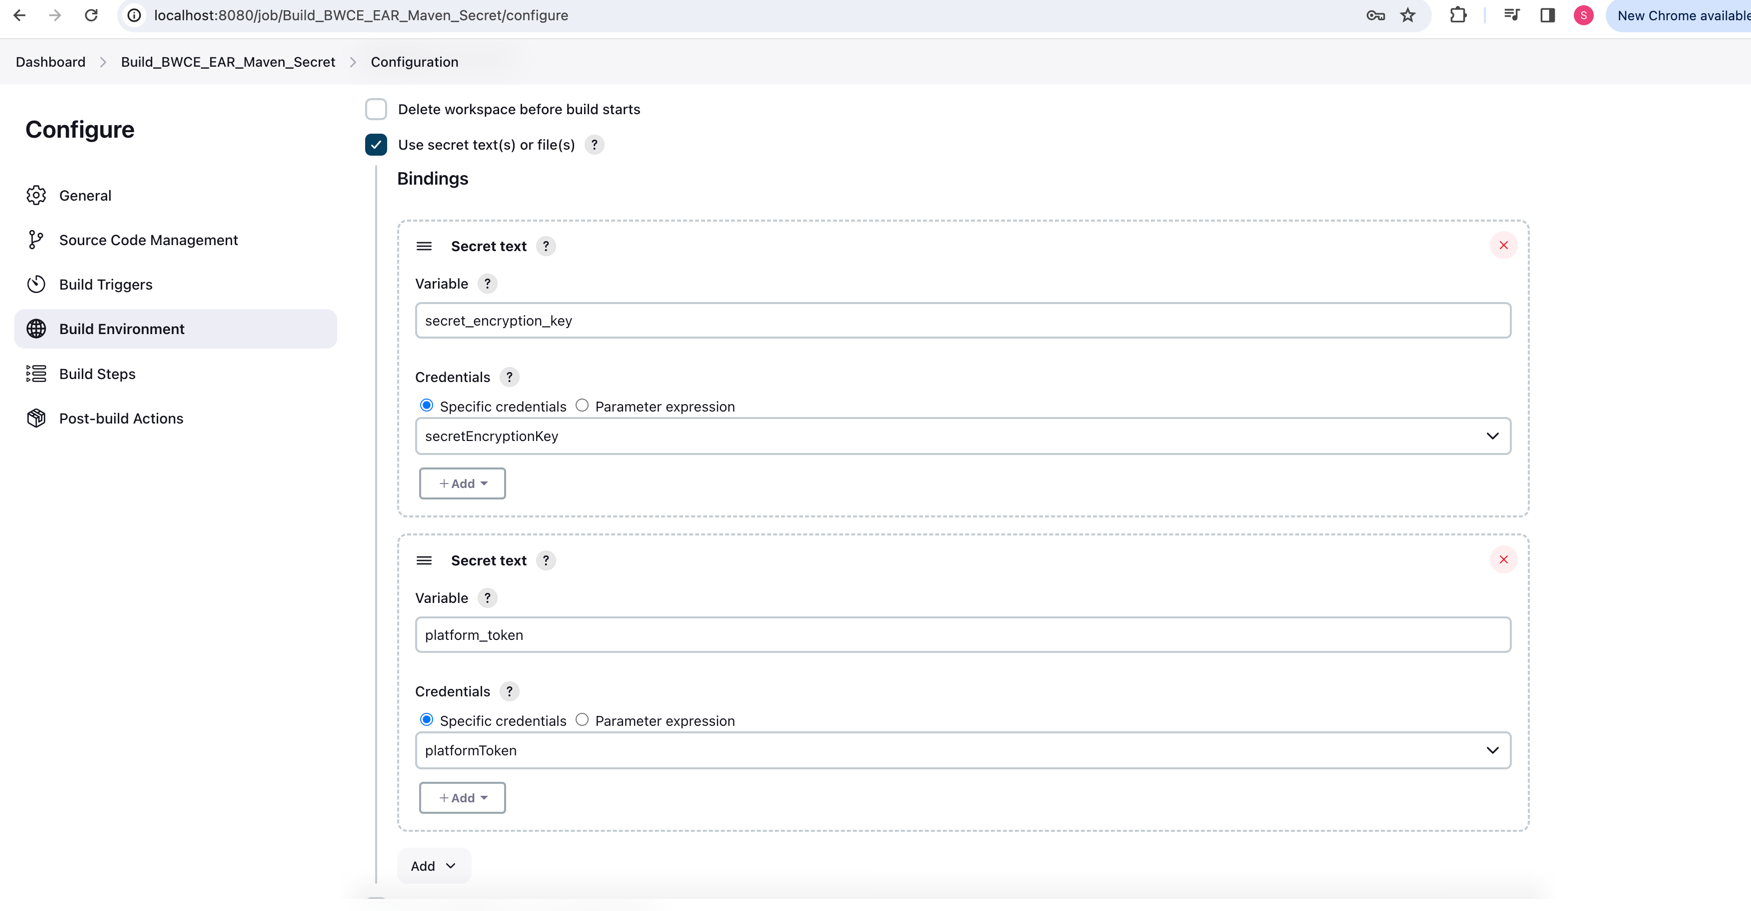 localhost:8080/job/Build_BWCE_EAR_Maven_Secret/configure
S
New Chrome available
Dashboard > Build_BWCE_EAR_Maven_Secret > Configuration
Configure
General
Source Code Management
Build Triggers
Build Environment
Build Steps
Post-build Actions
Delete workspace before build starts
Use secret text(s) or file(s) ?
Bindings
Secret text ?
Variable ?
secret_encryption_key
Credentials ?
Specific credentials Parameter expression
secretEncryptionKey
+ Add
Secret text ?
Variable ?
platform_token
Credentials ?
Specific credentials Parameter expression
platformToken
+ Add
Add